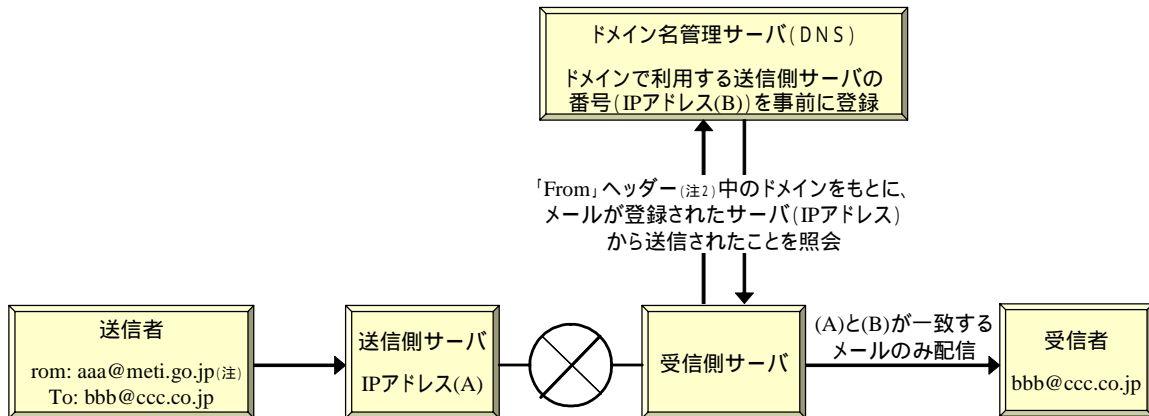 ドメイン名管理サーバ(DNS)
ドメインで利用する送信側サーバの
番号(IPアドレス(B))を事前に登録
「From」ヘッダー(注2)中のドメインをもとに、
メールが登録されたサーバ(IPアドレス)
から送信されたことを照会
送信者
rom: aaa@meti.go.jp(注)
To: bbb@ccc.co.jp
送信側サーバ
IPアドレス(A)
受信側サーバ
(A)と(B)が一致する
メールのみ配信
受信者
bbb@ccc.co.jp